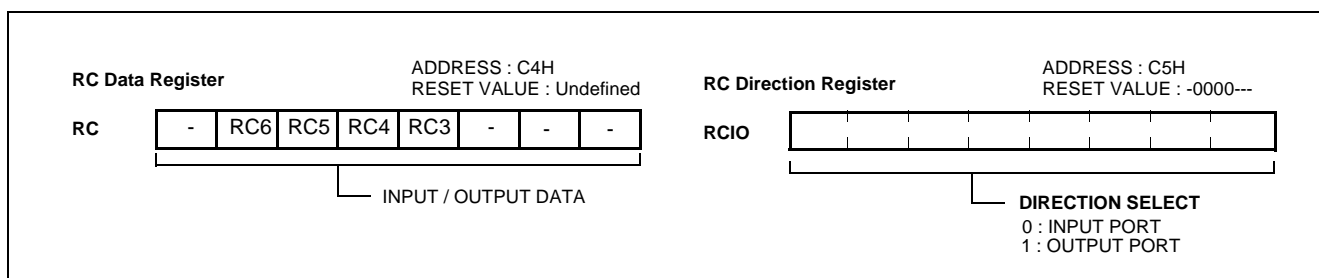 RC Data Register
ADDRESS : C4H
RESET VALUE : Undefined
RC
- RC6 RC5 RC4 RC3 - - -
INPUT / OUTPUT DATA
RC Direction Register
ADDRESS : C5H
RESET VALUE : -0000---
RCIO
DIRECTION SELECT
0 : INPUT PORT
1 : OUTPUT PORT